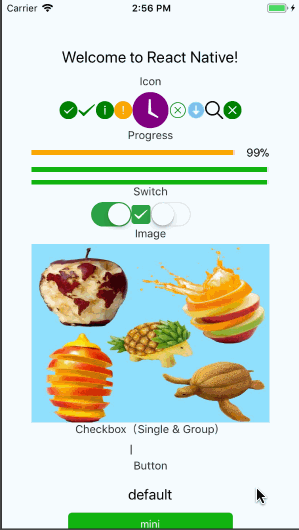 Carrier 2:56 PM
Welcome to React Native!
Icon
Progress
99%
Switch
Image
Checkbox（Single & Group）
Button
default
mini